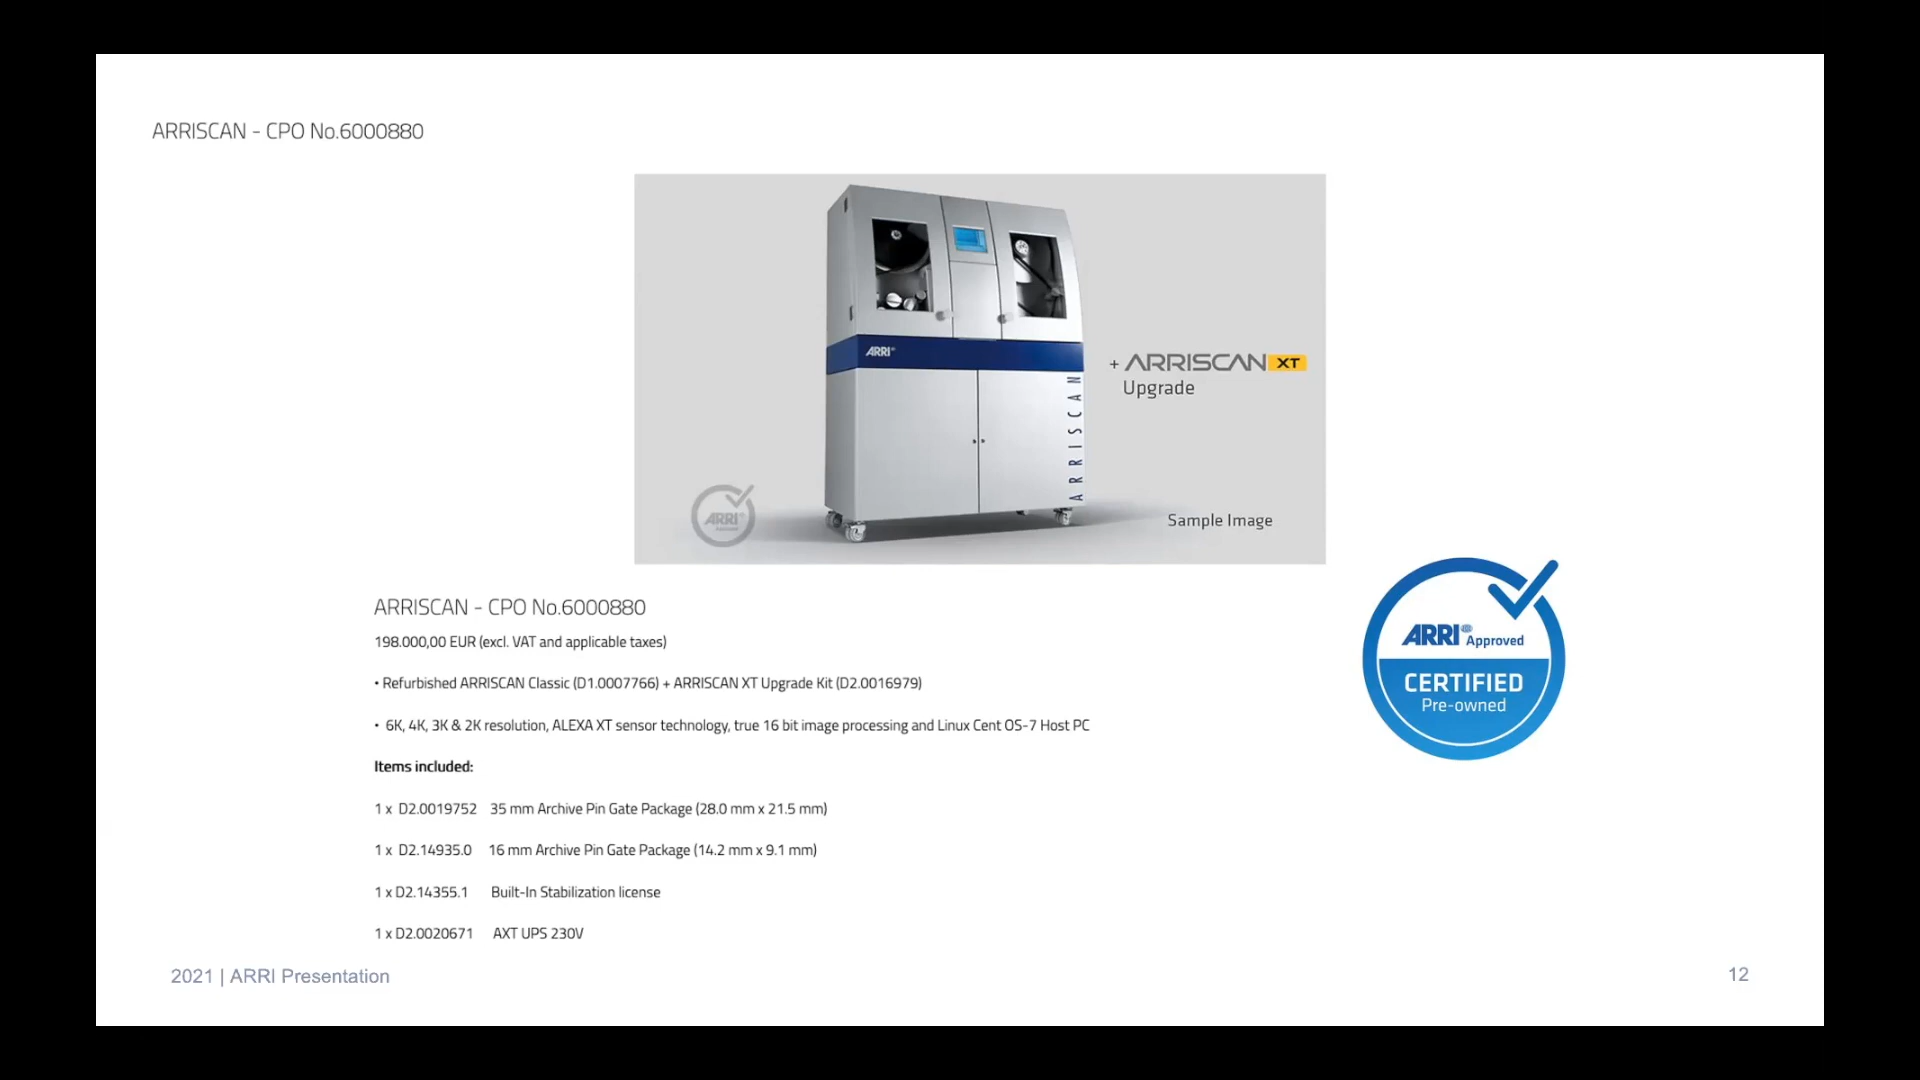 ARRISCAN - CPO No.6000880
ARRI
+ ARRISCAN XT
Upgrade
ARRISCAN
ARRI
Sample Image
ARRISCAN - CPO No.6000880
198.000,00 EUR (excl. VAT and applicable taxes)
• Refurbished ARRISCAN Classic (D1.0007766) + ARRISCAN XT Upgrade Kit (D2.0016979)
• 6K, 4K, 3K & 2K resolution, ALEXA XT sensor technology, true 16 bit image processing and Linux Cent OS-7 Host PC
Items included:
1 x D2.0019752 35 mm Archive Pin Gate Package (28.0 mm x 21.5 mm)
1 x D2.14935.0 16 mm Archive Pin Gate Package (14.2 mm x 9.1 mm)
1 x D2.14355.1 Built-In Stabilization license
1 x D2.0020671 AXT UPS 230V
ARRI Approved
CERTIFIED
Pre-owned
2021 | ARRI Presentation
12